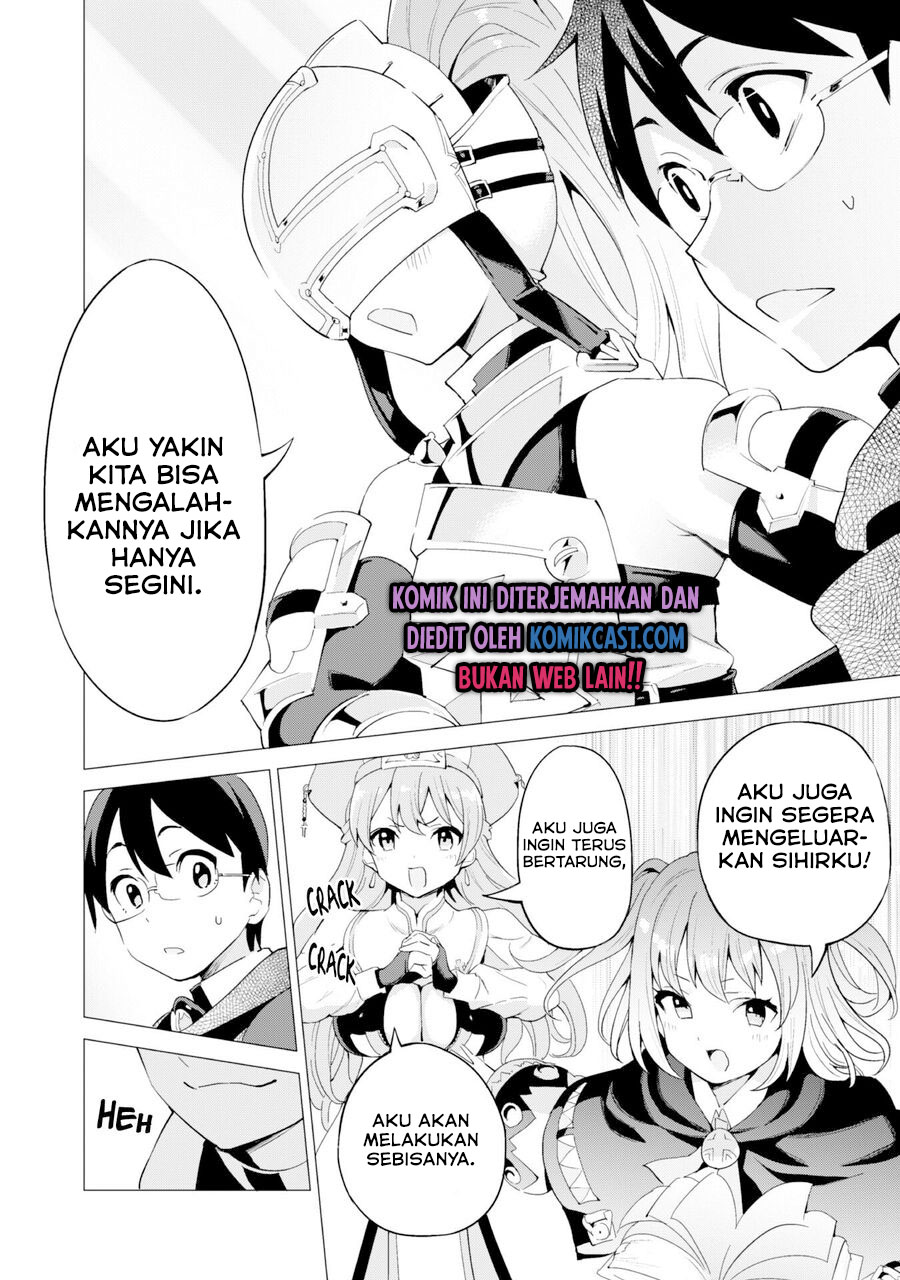 AKU YAKIN
KITA BISA
MENGALAH-
KANNYA JIKA
HANYA
SEGINI.
KOMIK INI DITERJEMAHKAN DAN
DIEDIT OLEH KOMIKCAST.COM
BUKAN WEB LAIN!!
AKU JUGA
INGIN SEGERA
MENGELUAR-
KAN SIHIRKU!
AKU JUGA
INGIN TERUS
BERTARUNG,
CRACK
CRACK
AKU AKAN
MELAKUKAN
SEBISANYA.
HEH